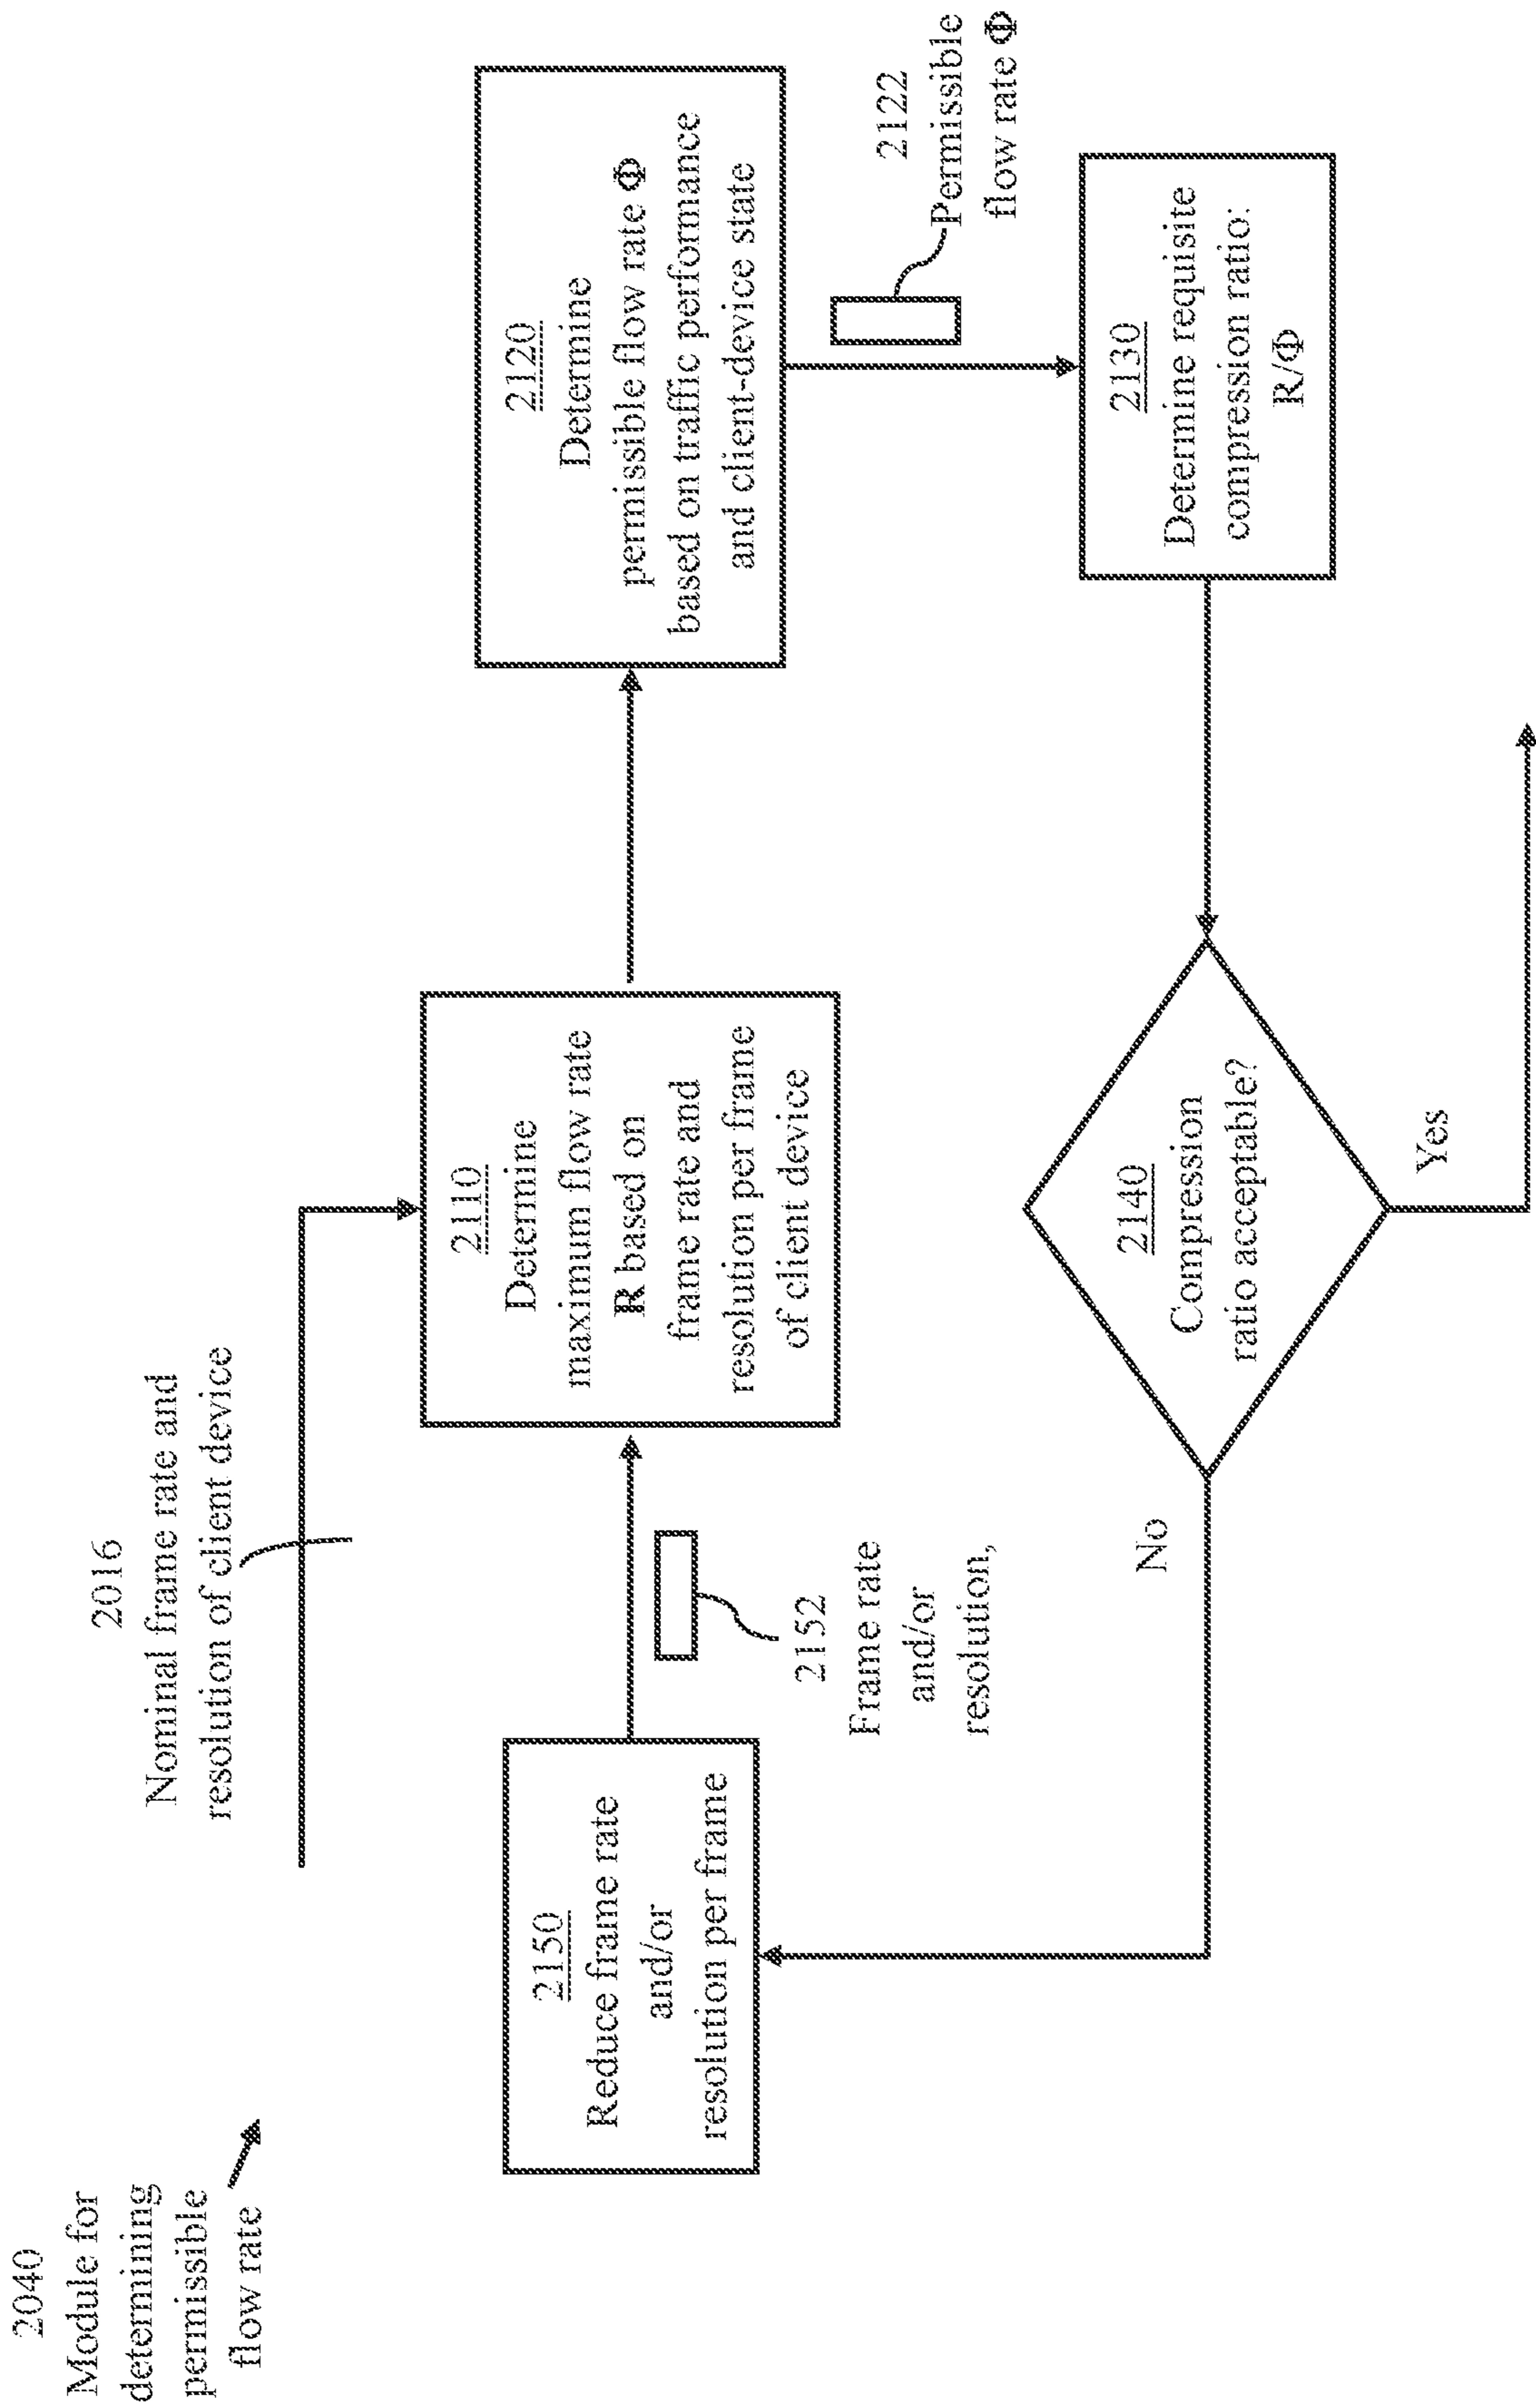 2040
Module for
determining
permissible
flow rate
2016
Nominal frame rate and
resolution of client device
2110
Determine
maximum flow rate
R based on
frame rate and
resolution per frame
of client device
2120
Determine
permissible flow rate Φ
based on traffic performance
and client-device state
2122
Permissible
flow rate Φ
2130
Determine requisite
compression ratio:
R/Φ
2140
Compression
ratio acceptable?
Yes
No
2150
Reduce frame rate
and/or
resolution per frame
2152
Frame rate
and/or
resolution,